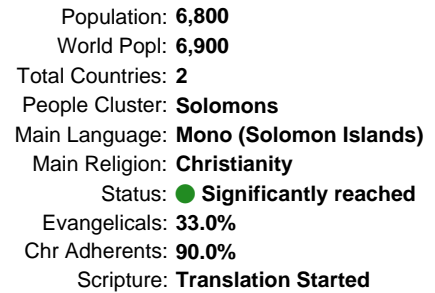 Population: 6,800
World Popl: 6,900
Total Countries: 2
People Cluster: Solomons
Main Language: Mono (Solomon Islands)
Main Religion: Christianity
Status: Significantly reached
Evangelicals: 33.0%
Chr Adherents: 90.0%
Scripture: Translation Started